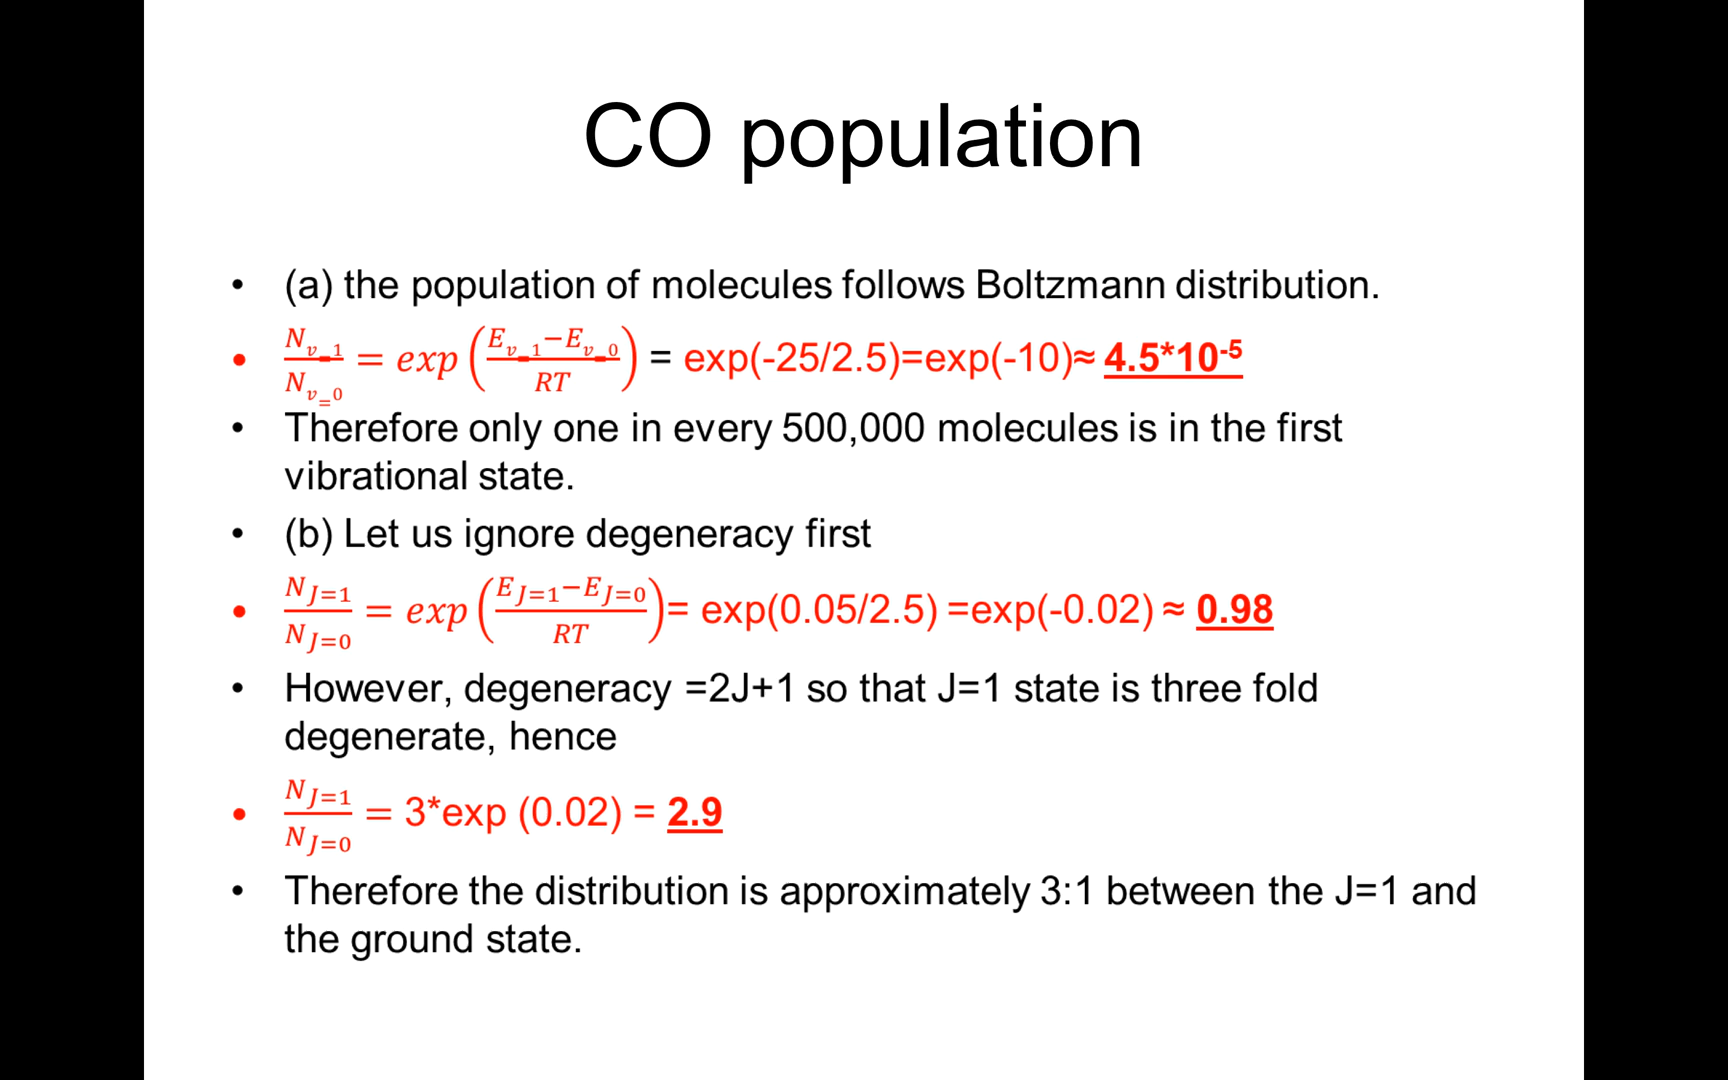 CO population
• (a) the population of molecules follows Boltzmann distribution.
• N_{v=1}/N_{v=0} = exp((E_{v=1}−E_{v=0})/RT) = exp(-25/2.5)=exp(-10)≈ 4.5*10^{-5}
• Therefore only one in every 500,000 molecules is in the first
vibrational state.
• (b) Let us ignore degeneracy first
• N_{J=1}/N_{J=0} = exp((E_{J=1}−E_{J=0})/RT)= exp(0.05/2.5) =exp(-0.02) ≈ 0.98
• However, degeneracy =2J+1 so that J=1 state is three fold
degenerate, hence
• N_{J=1}/N_{J=0} = 3*exp (0.02) = 2.9
• Therefore the distribution is approximately 3:1 between the J=1 and
the ground state.